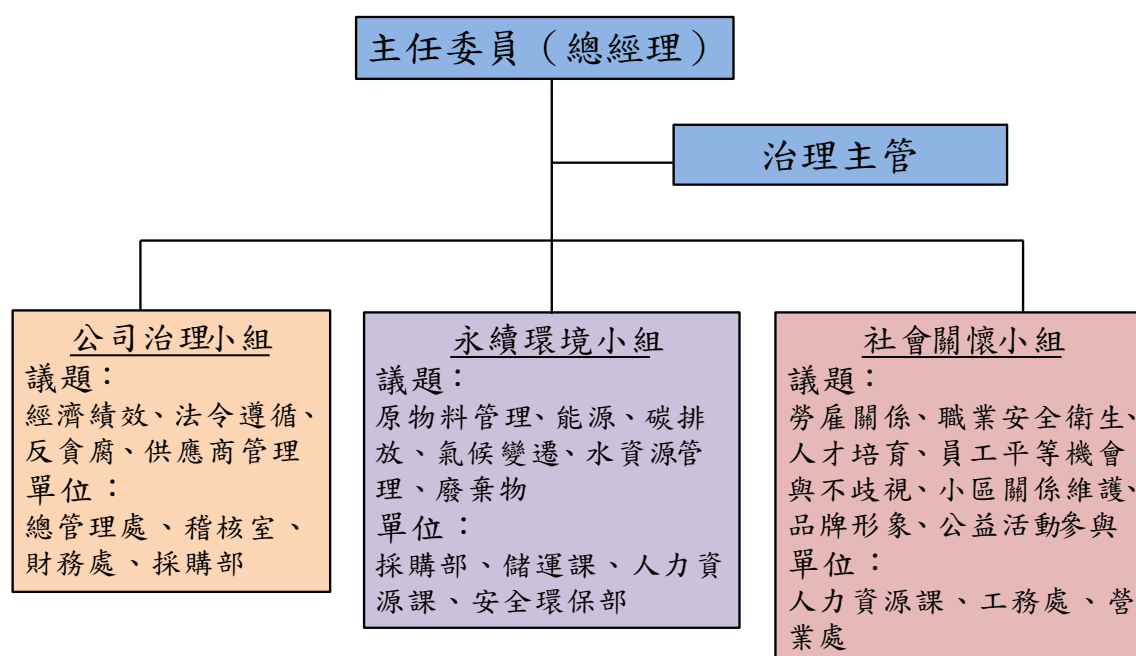 主任委員（總經理）
治理主管
公司治理小組
議題：
經濟績效、法令遵循、
反貪腐、供應商管理
單位：
總管理處、稽核室、
財務處、採購部
永續環境小組
議題：
原物料管理、能源、碳排
放、氣候變遷、水資源管
理、廢棄物
單位：
採購部、儲運課、人力資
源課、安全環保部
社會關懷小組
議題：
勞雇關係、職業安全衛生、
人才培育、員工平等機會
與不歧視、小區關係維護、
品牌形象、公益活動參與
單位：
人力資源課、工務處、營
業處